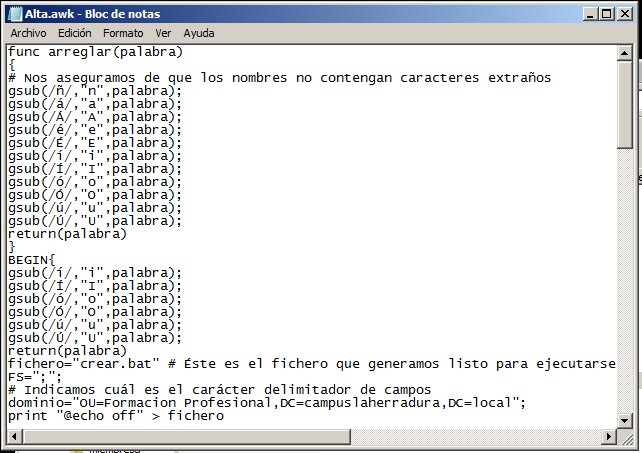 Alta.awk - Bloc de notas
Archivo Edición Formato Ver Ayuda
func arreglar(palabra)
{
# Nos aseguramos de que los nombres no contengan caracteres extraños
gsub(/ñ/,"n",palabra);
gsub(/á/,"a",palabra);
gsub(/Á/,"A",palabra);
gsub(/é/,"e",palabra);
gsub(/É/,"E",palabra);
gsub(/í/,"i",palabra);
gsub(/Í/,"I",palabra);
gsub(/ó/,"o",palabra);
gsub(/Ó/,"O",palabra);
gsub(/ú/,"u",palabra);
gsub(/Ú/,"U",palabra);
return(palabra)
}
BEGIN{
gsub(/í/,"i",palabra);
gsub(/Í/,"I",palabra);
gsub(/ó/,"o",palabra);
gsub(/Ó/,"O",palabra);
gsub(/ú/,"u",palabra);
gsub(/Ú/,"U",palabra);
return(palabra)
fichero="crear.bat" # Éste es el fichero que generamos listo para ejecutarse
FS=";";
# Indicamos cuál es el carácter delimitador de campos
dominio="OU=Formacion Profesional,DC=campuslaherradura,DC=local";
print "@echo off" > fichero